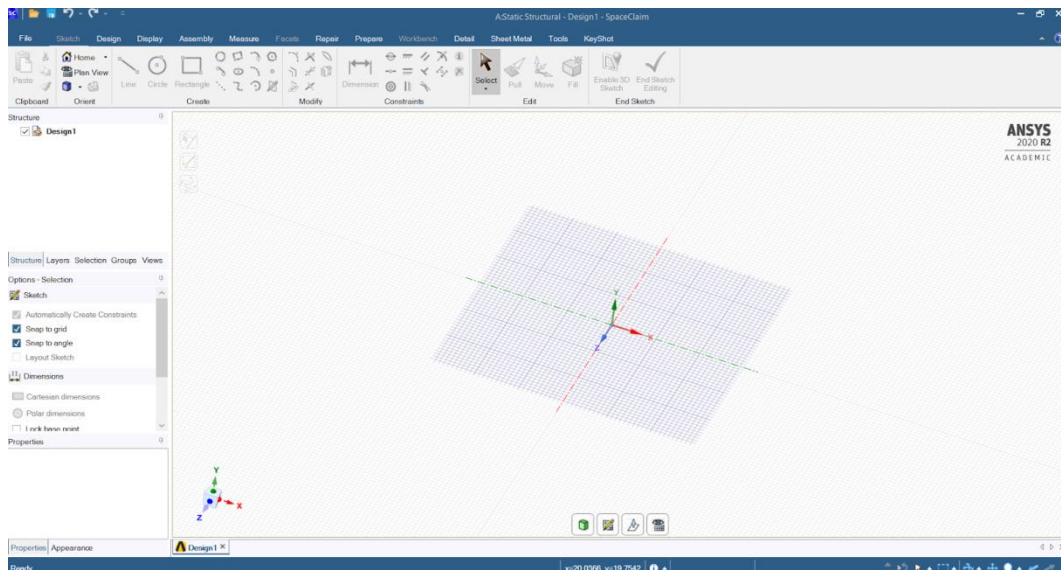 A:Static Structural - Design1 - SpaceClaim
File Sketch Design Display Assembly Measure Facets Repair Prepare Workbench Detail Sheet Metal Tools KeyShot
Paste
Home
Plan View
Line Circle Rectangle
Dimension
Select Pull Move Fill
Enable 3D Sketch
End Sketch Editing
Clipboard Orient Create Modify Constraints Edit End Sketch
Structure
Design1
ANSYS
2020 R2
ACADEMIC
Structure Layers Selection Groups Views
Options - Selection
Sketch
Automatically Create Constraints
Snap to grid
Snap to angle
Layout Sketch
Dimensions
Cartesian dimensions
Polar dimensions
Lock base point
Properties
Y
X
Z
Y
X
Z
Properties Appearance
Design1
Ready
x=20.0366 y=19.7542